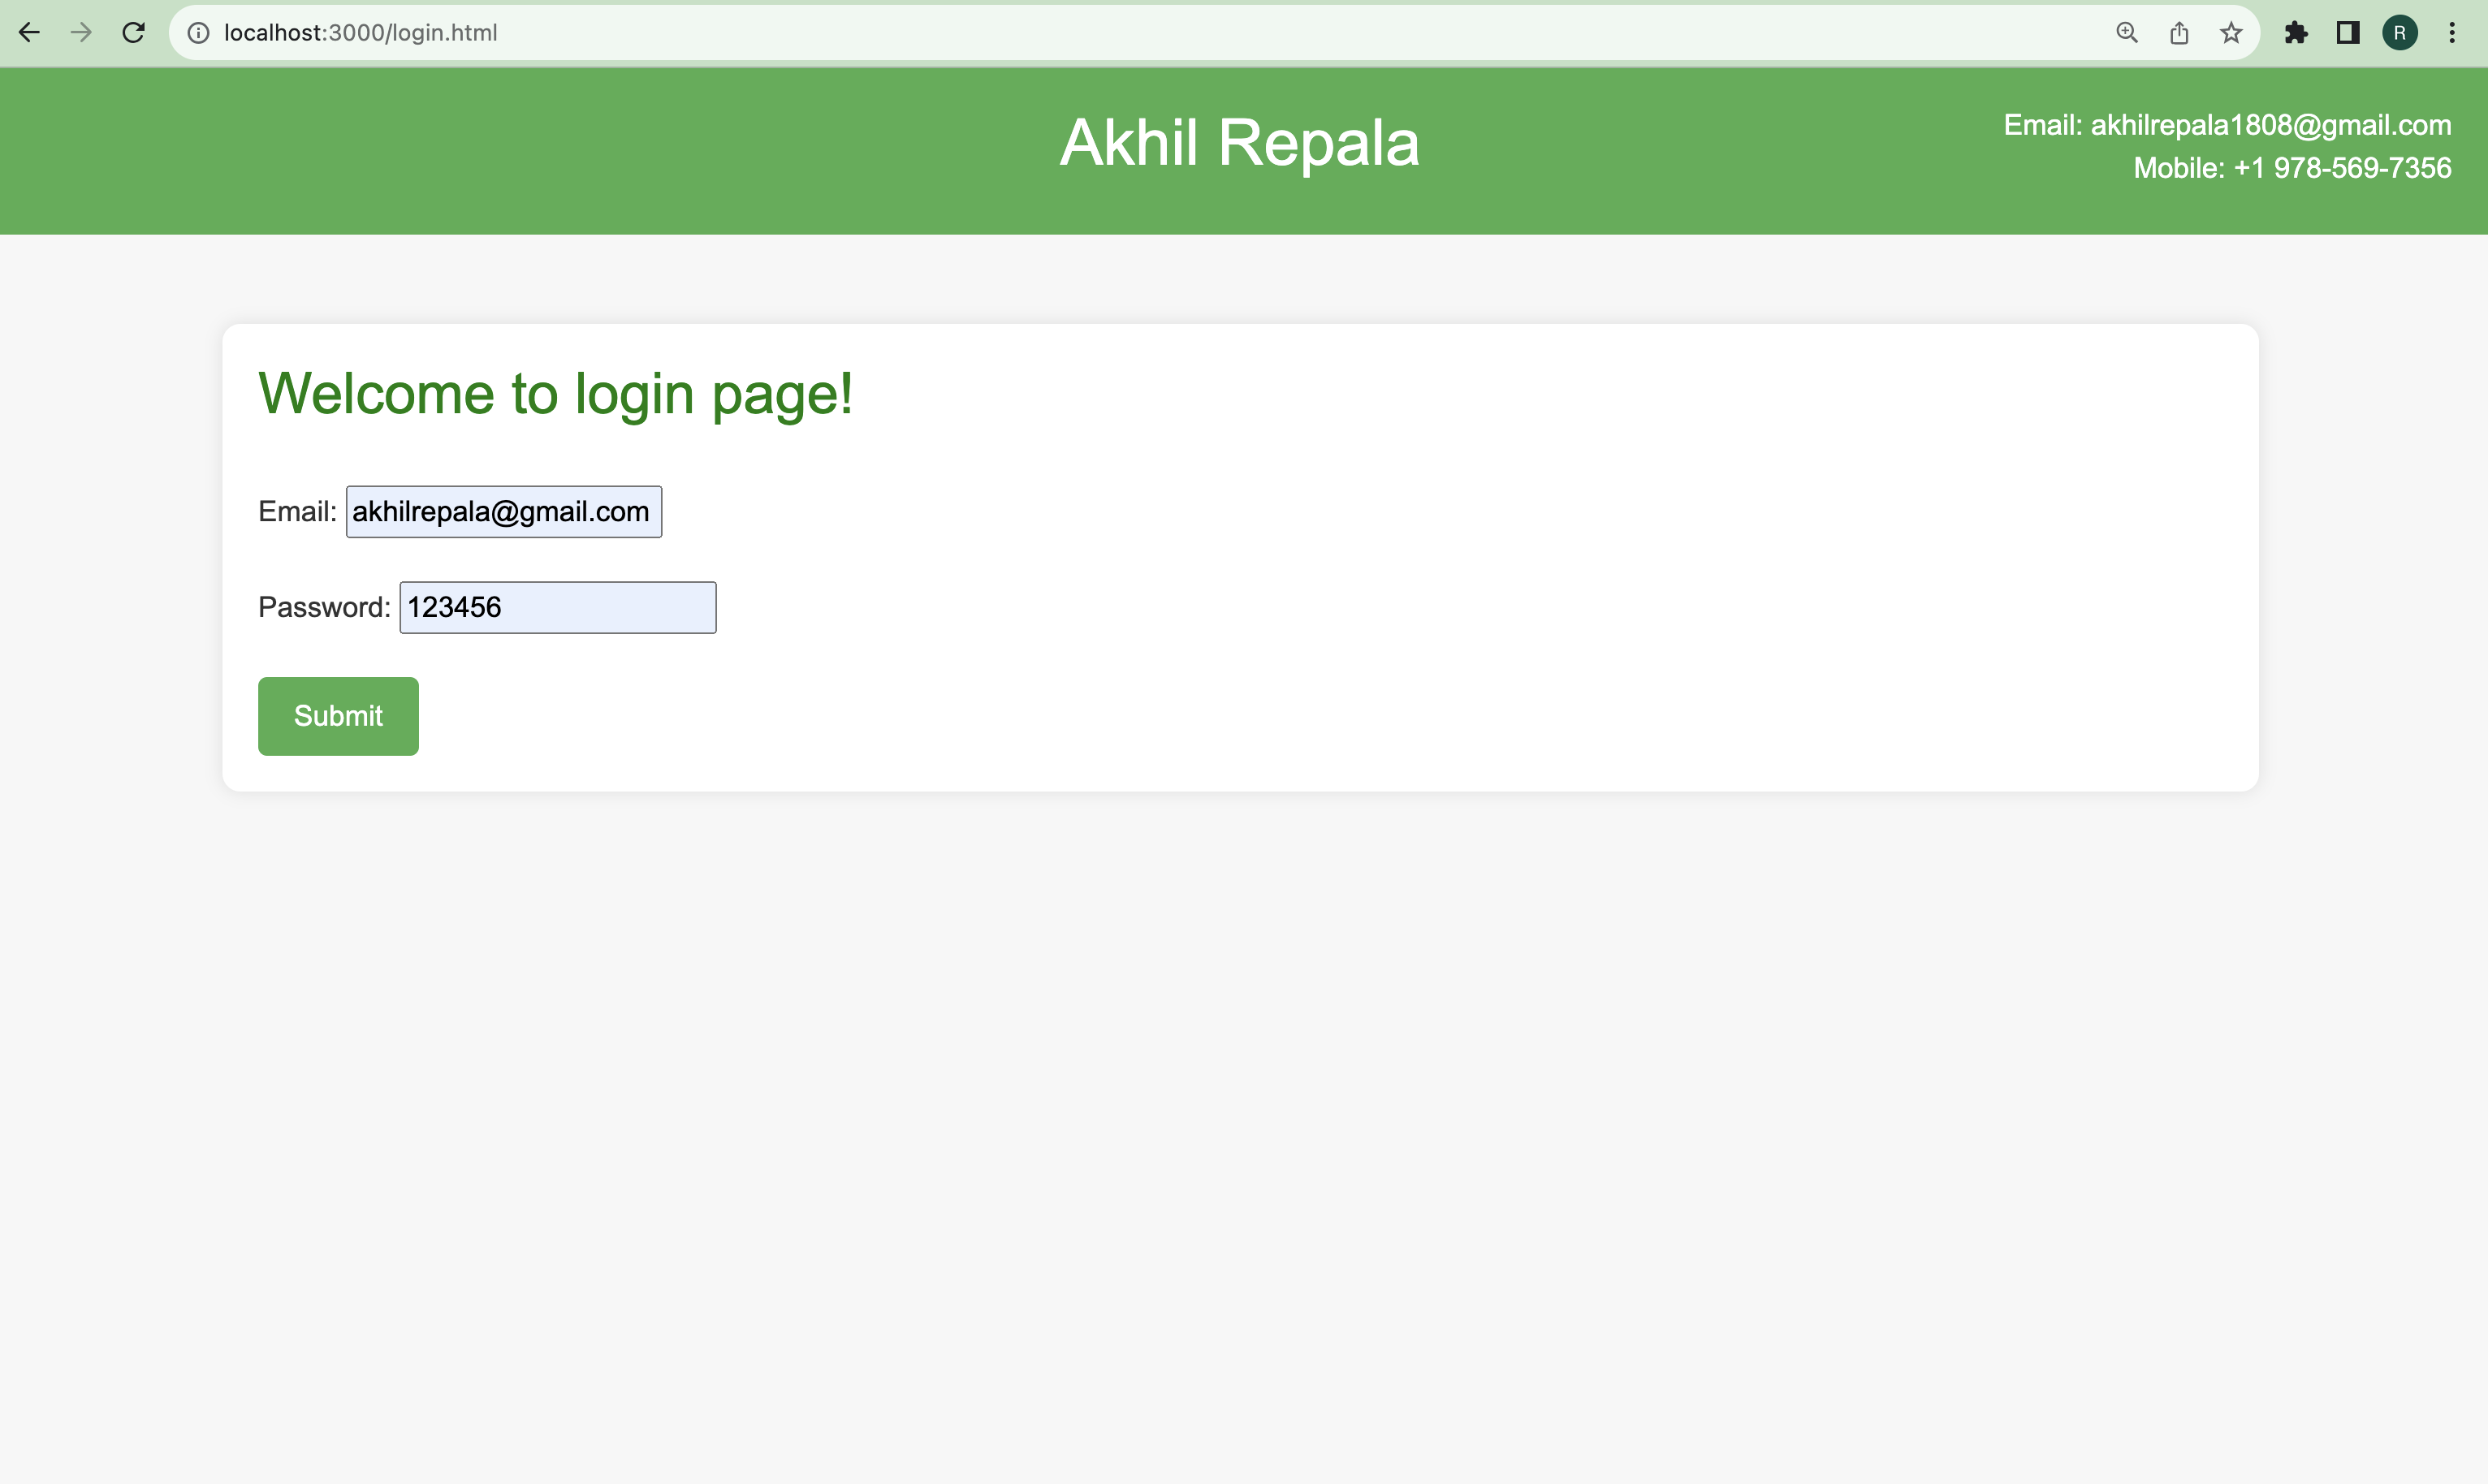 localhost:3000/login.html
R
Akhil Repala
Email: akhilrepala1808@gmail.com
Mobile: +1 978-569-7356
Welcome to login page!
Email: akhilrepala@gmail.com
Password: 123456
Submit